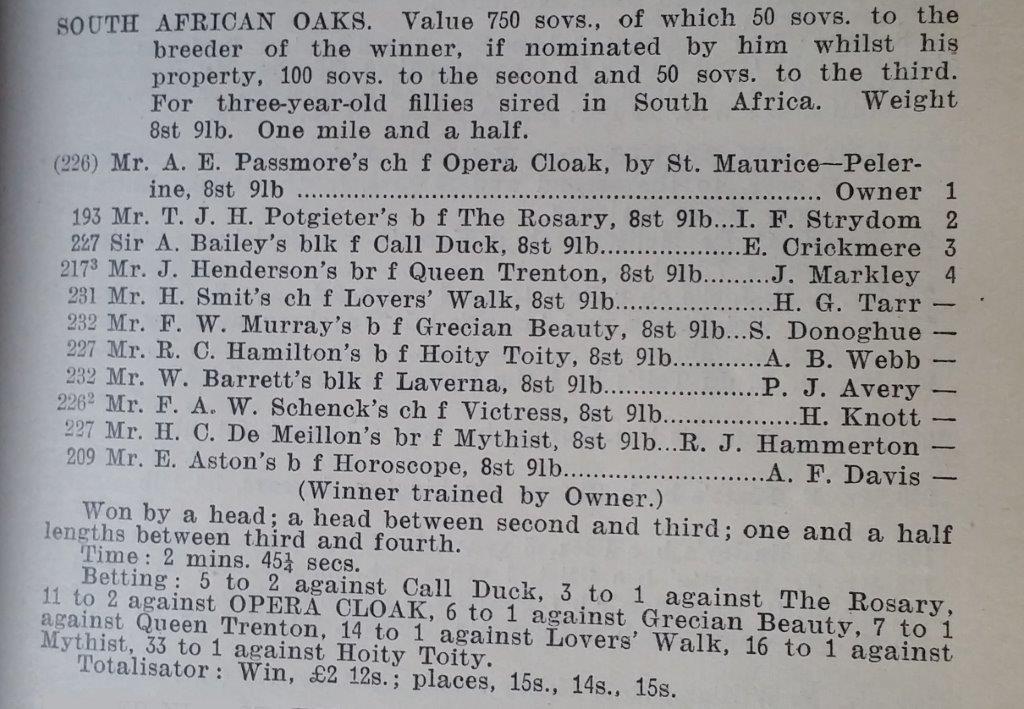 SOUTH AFRICAN OAKS. Value 750 sovs., of which 50 sovs. to the
breeder of the winner, if nominated by him whilst his
property, 100 sovs. to the second and 50 sovs. to the third.
For three-year-old fillies sired in South Africa. Weight
8st 9lb. One mile and a half.
(226) Mr. A. E. Passmore's ch f Opera Cloak, by St. Maurice—Peler-
ine, 8st 9lb ........................................................................ Owner 1
193 Mr. T. J. H. Potgieter's b f The Rosary, 8st 9lb...I. F. Strydom 2
227 Sir A. Bailey's blk f Call Duck, 8st 9lb....................E. Crickmere 3
217³ Mr. J. Henderson's br f Queen Trenton, 8st 9lb.........J. Markley 4
231 Mr. H. Smit's ch f Lovers' Walk, 8st 9lb......................H. G. Tarr —
232 Mr. F. W. Murray's b f Grecian Beauty, 8st 9lb...S. Donoghue —
227 Mr. R. C. Hamilton's b f Hoity Toity, 8st 9lb............A. B. Webb —
232 Mr. W. Barrett's blk f Laverna, 8st 9lb......................P. J. Avery —
226² Mr. F. A. W. Schenck's ch f Victress, 8st 9lb...................H. Knott —
227 Mr. H. C. De Meillon's br f Mythist, 8st 9lb...R. J. Hammerton —
209 Mr. E. Aston's b f Horoscope, 8st 9lb...........................A. F. Davis —
(Winner trained by Owner.)
Won by a head; a head between second and third; one and a half
lengths between third and fourth.
Time: 2 mins. 45¼ secs.
Betting: 5 to 2 against Call Duck, 3 to 1 against The Rosary,
11 to 2 against OPERA CLOAK, 6 to 1 against Grecian Beauty, 7 to 1
against Queen Trenton, 14 to 1 against Lovers' Walk, 16 to 1 against
Mythist, 33 to 1 against Hoity Toity.
Totalisator: Win, £2 12s.; places, 15s., 14s., 15s.